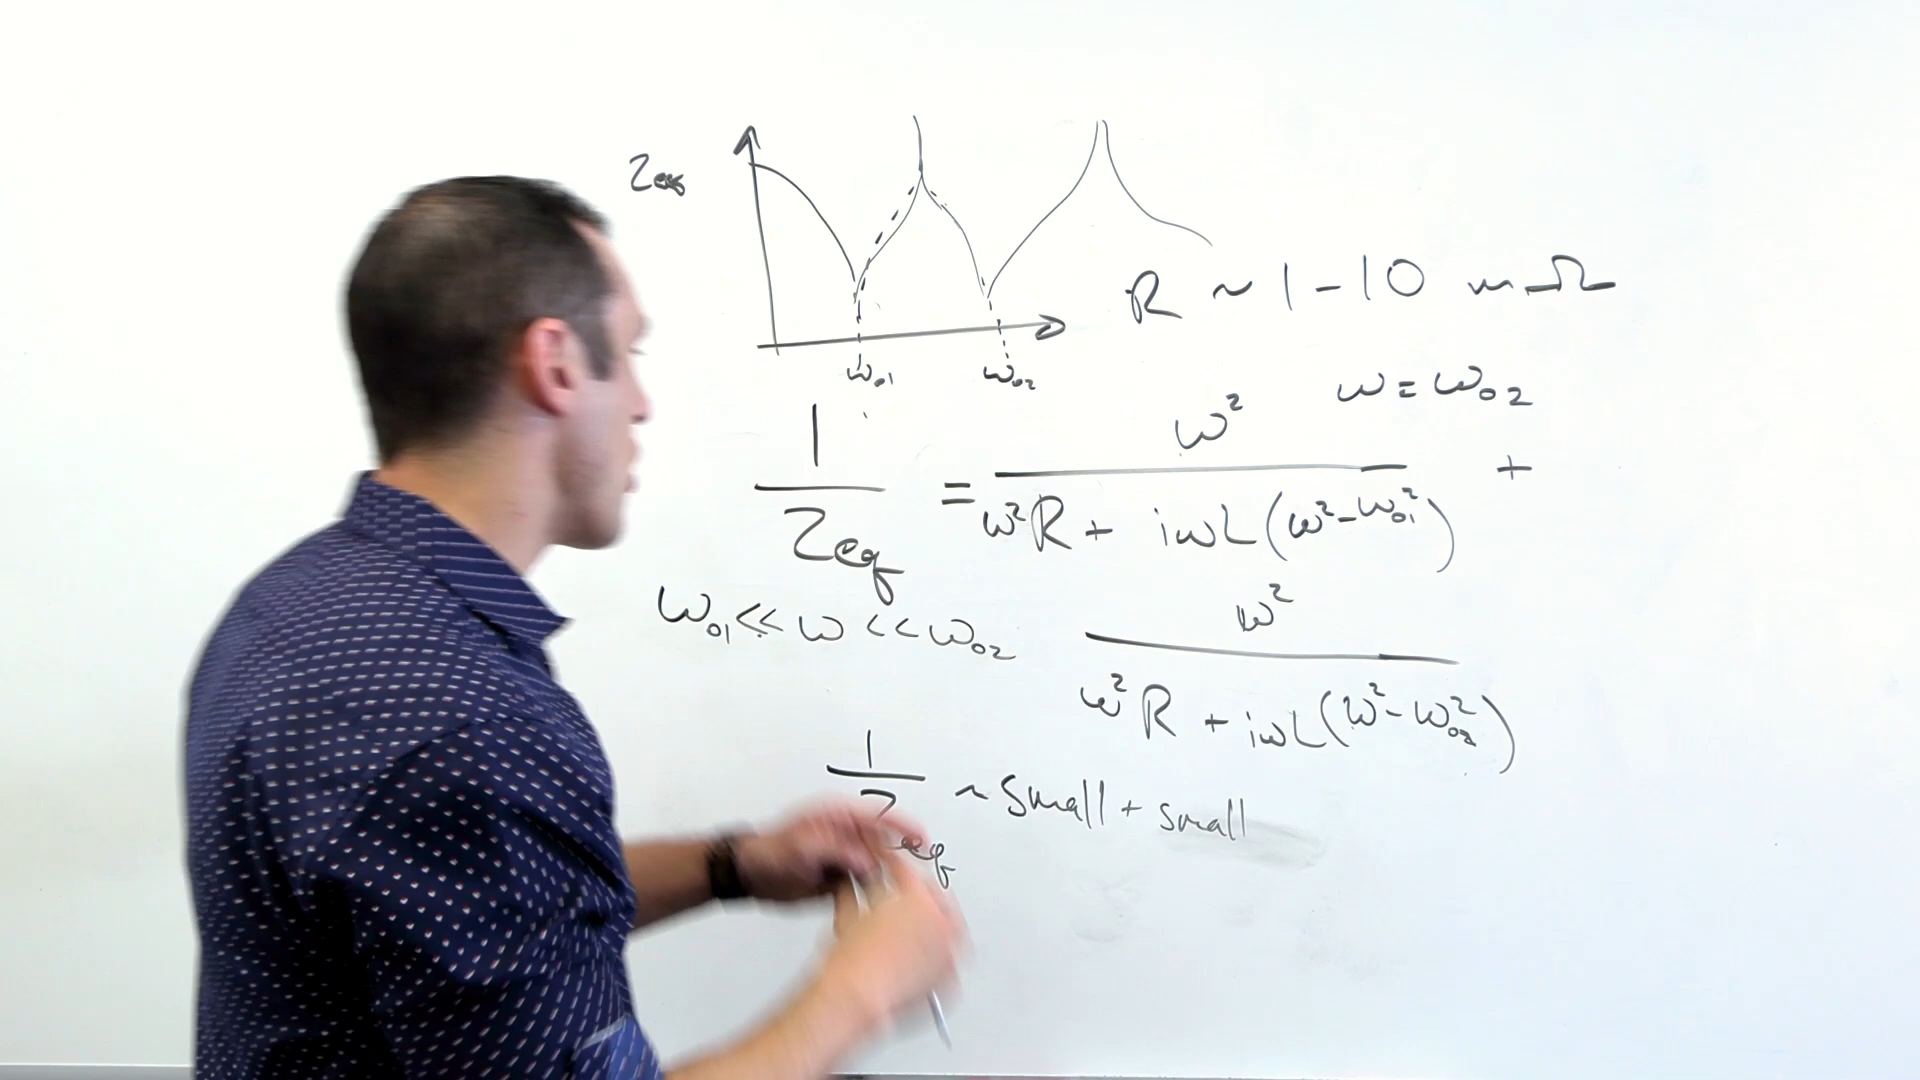 Zeq
R ~ 1 - 10 mΩ
ω01 ω02
ω = ω02
1/Zeq = ω²/(ω²R + iωL(ω² - ω01²)) +
ω01 << ω << ω02
ω²/(ω²R + iωL(ω² - ω02²))
1/Zeq ~ small + small